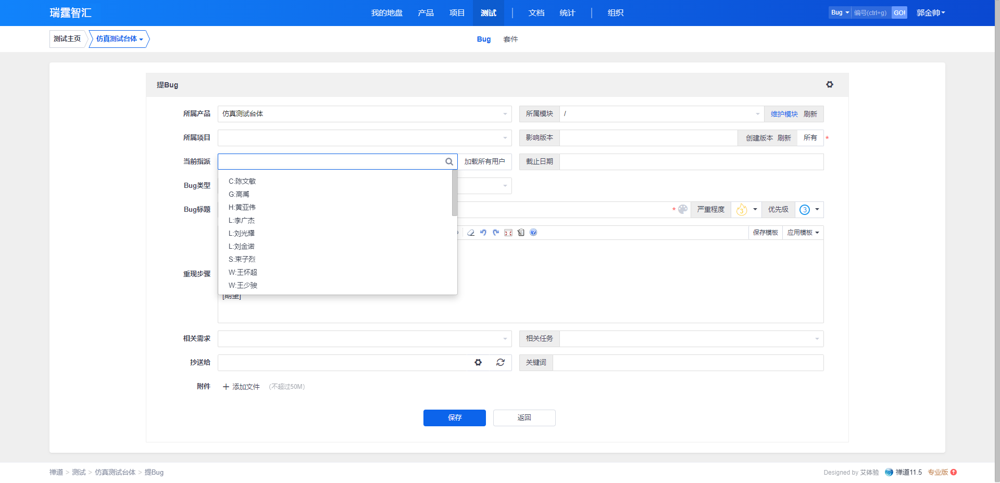 瑞霆智汇
我的地盘 产品 项目 测试 文档 统计 组织
Bug 编号(ctrl+g) GO! 郭金帅
测试主页 仿真测试台体
Bug 套件
提Bug
所属产品 仿真测试台体 所属模块 / 维护模块 刷新
所属项目 影响版本 创建版本 刷新 所有 *
当前指派 加载所有用户 截止日期
C:陈文敏
G:高禹
Bug类型
H:黄亚伟
Bug标题 * 严重程度 3 优先级 3
L:李广杰
L:刘光耀
保存模板 应用模板
L:刘金诺
S:束子烈
重现步骤
W:王怀超
W:王少骏
[期望]
相关需求 相关任务
抄送给 关键词
附件 添加文件 (不超过50M)
保存 返回
禅道 > 测试 > 仿真测试台体 > 提Bug
Designed by 艾体验 禅道11.5 专业版